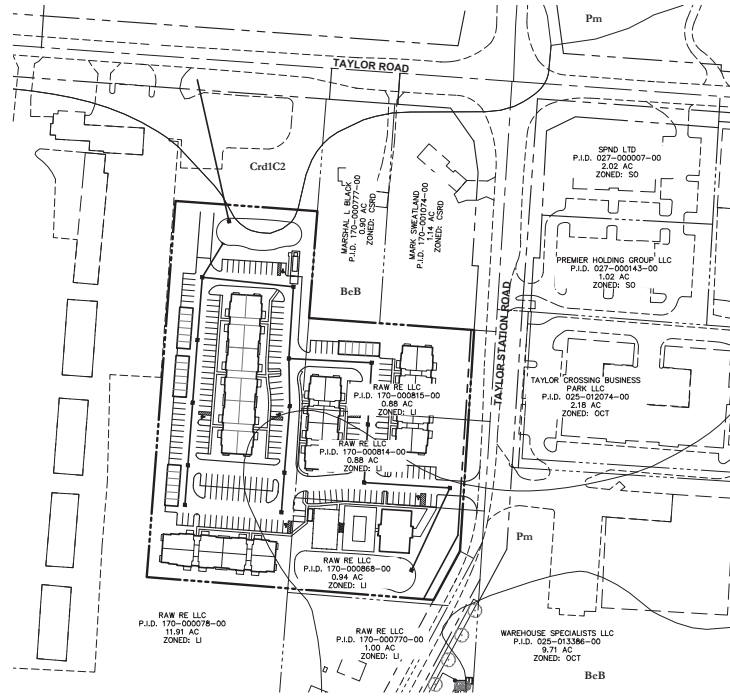 Pm
TAYLOR ROAD
SPND LTD
P.I.D. 027-000007-00
2.02 AC
ZONED: SO
Crd1C2
MARSHAL L BLACK
P.I.D. 170-000777-00
0.90 AC
ZONED: CSRD
MARK SWEATLAND
P.I.D. 170-001074-00
1.14 AC
ZONED: CSRD
PREMIER HOLDING GROUP LLC
P.I.D. 027-000143-00
1.02 AC
ZONED: SO
BeB
TAYLOR STATION ROAD
TAYLOR CROSSING BUSINESS
PARK LLC
P.I.D. 025-012074-00
2.18 AC
ZONED: OCT
RAW RE LLC
P.I.D. 170-000815-00
0.88 AC
ZONED: LI
RAW RE LLC
P.I.D. 170-000814-00
0.88 AC
ZONED: LI
Pm
RAW RE LLC
P.I.D. 170-000868-00
0.94 AC
ZONED: LI
RAW RE LLC
P.I.D. 170-000078-00
11.91 AC
ZONED: LI
RAW RE LLC
P.I.D. 170-000770-00
1.00 AC
ZONED: LI
WAREHOUSE SPECIALISTS LLC
P.I.D. 025-013386-00
9.71 AC
ZONED: OCT
BeB